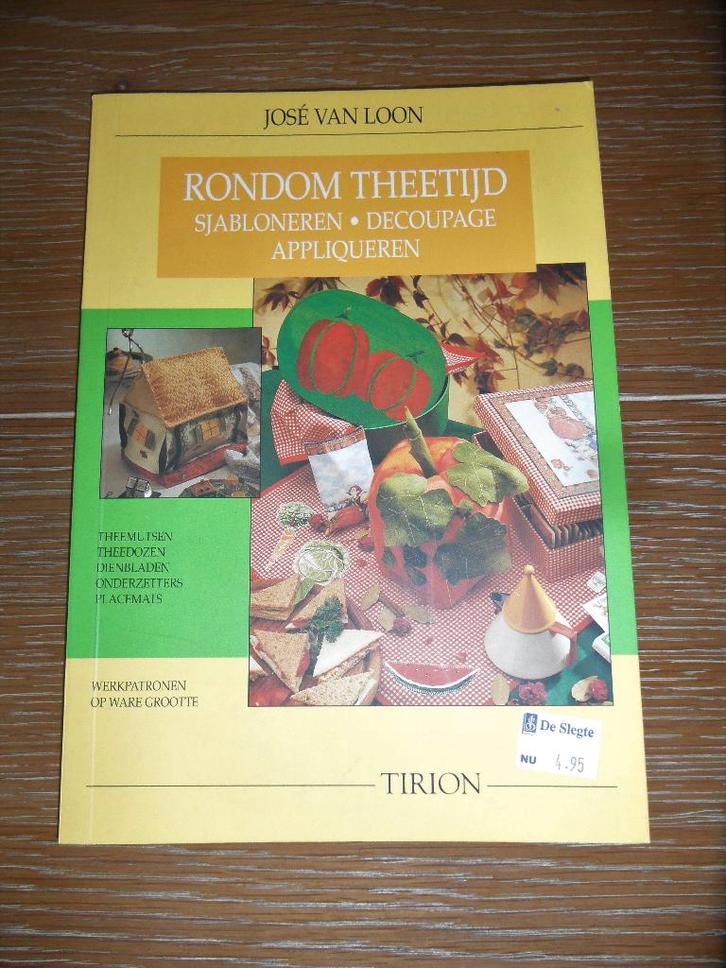 JOSÉ VAN LOON
RONDOM THEETIJD
SJABLONEREN • DECOUPAGE
APPLIQUEREN
THEEMUTSEN
THEEDOZEN
DIENBLADEN
ONDERZETTERS
PLACEMATS
WERKPATRONEN
OP WARE GROOTTE
De Slegte
NU 4.95
TIRION